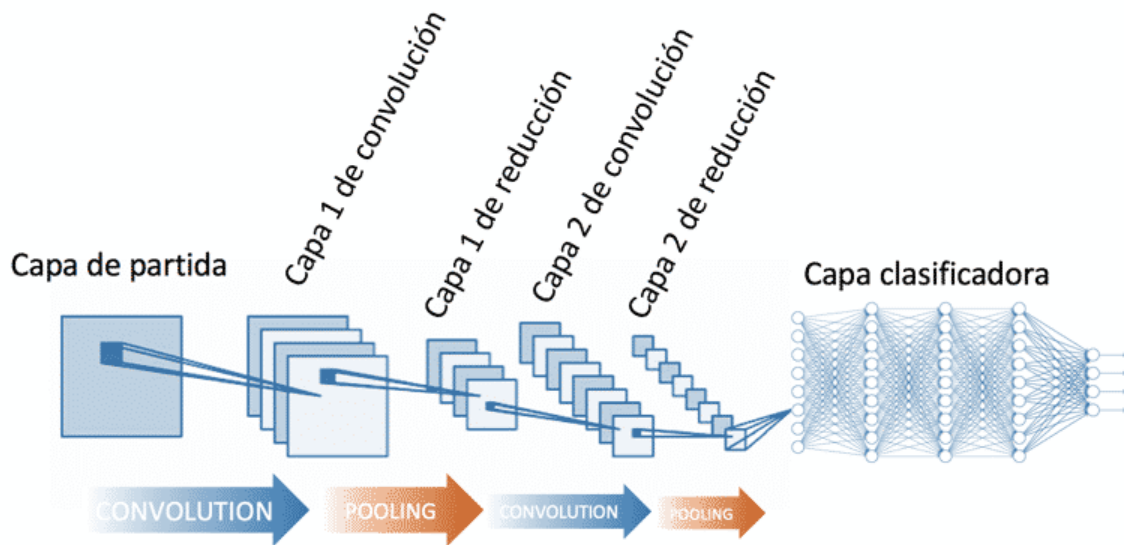 Capa de partida
Capa 1 de convolución
Capa 1 de reducción
Capa 2 de convolución
Capa 2 de reducción
Capa clasificadora
CONVOLUTION
POOLING
CONVOLUTION
POOLING